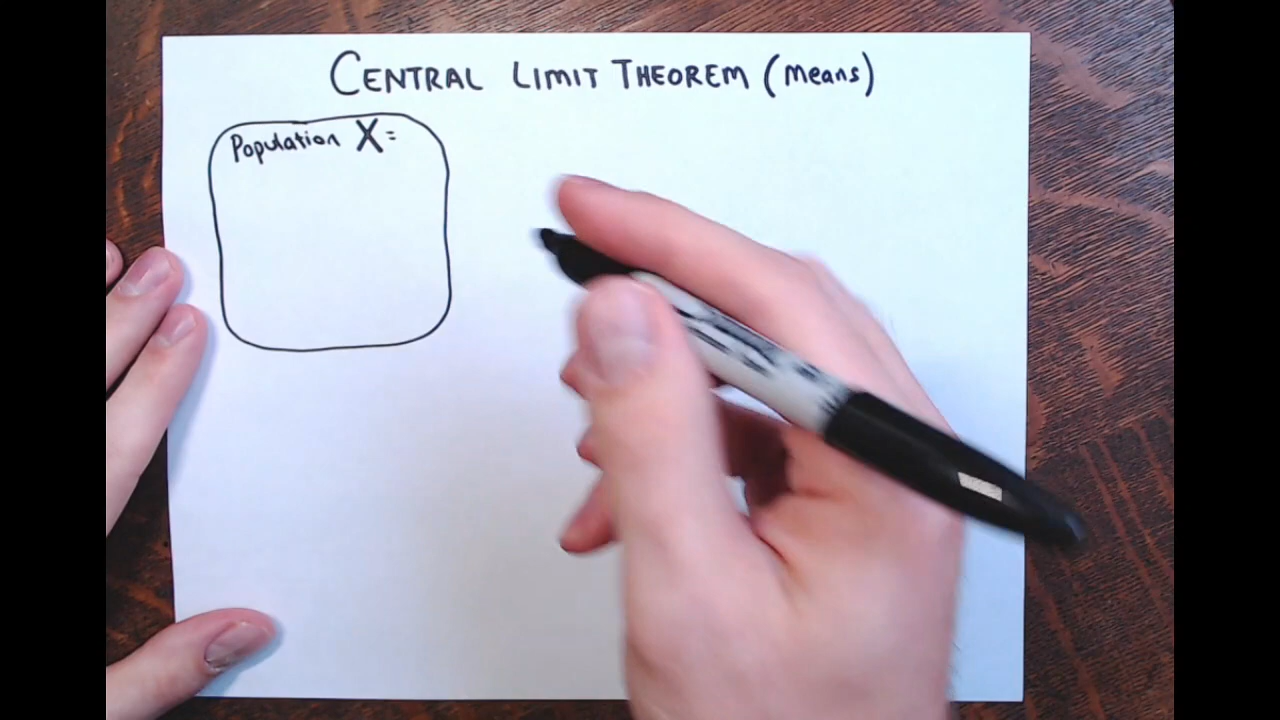 CENTRAL LIMIT THEOREM (Means)
Population X=